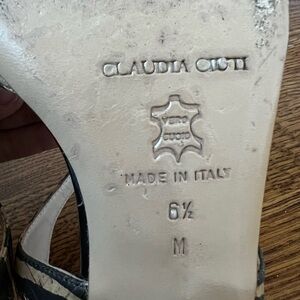 CLAUDIA CIUTI
VERO
CUOIO
MADE IN ITALY
6½
M